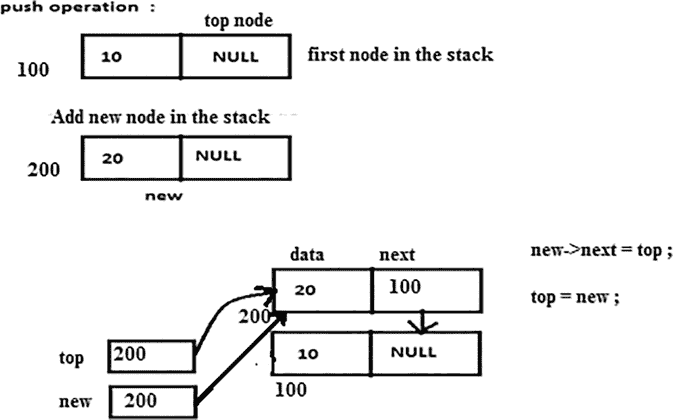 push operation :
top node
100 10 NULL first node in the stack
Add new node in the stack
200 20 NULL
new
data next
new->next = top ;
20 100
200
top = new ;
top 200
10 NULL
100
new 200